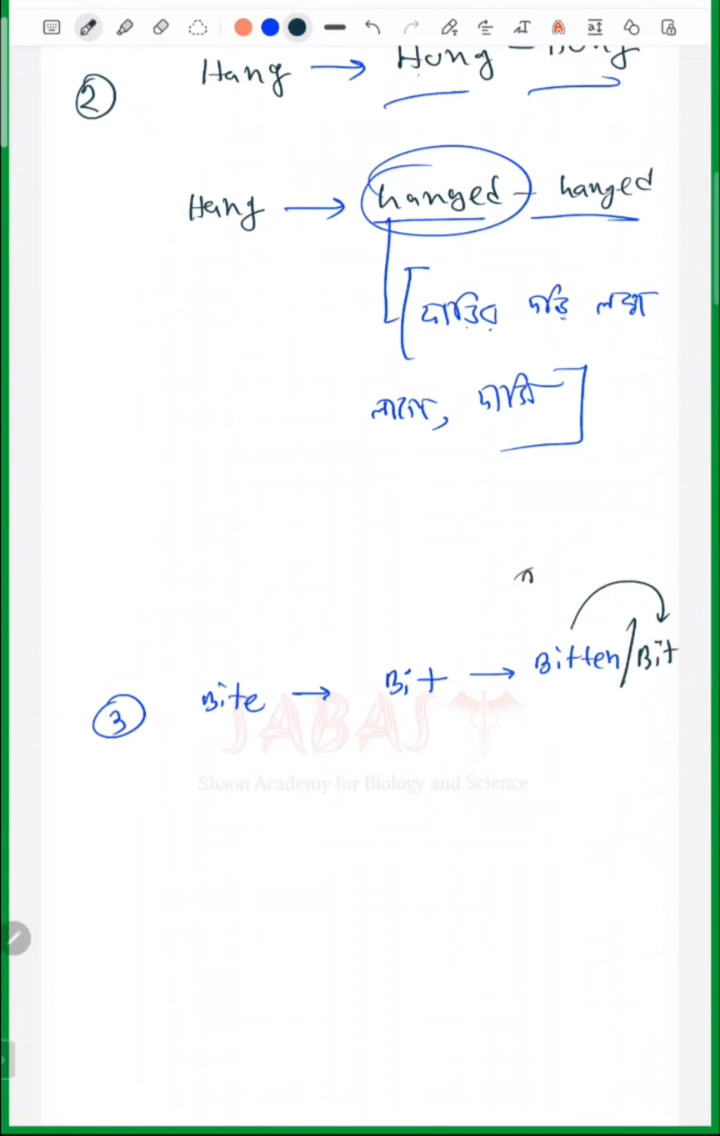 ② Hang → Hung - Hung
Hang → hanged - hanged
ফাঁসির দড়ি লম্বা
③ Bite → Bit → Bitten/Bit
SABAS
Shaon Academy for Biology and Science